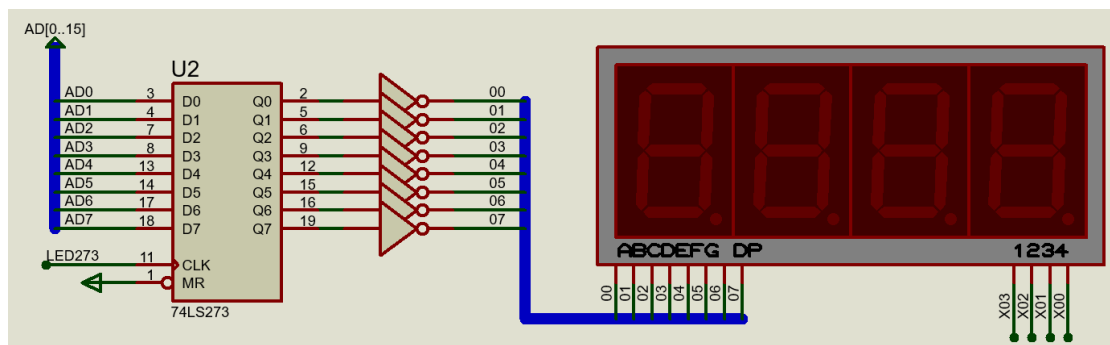 AD[0..15]
U2
AD0 3 D0 Q0 2 00
AD1 4 D1 Q1 5 01
AD2 7 D2 Q2 6 02
AD3 8 D3 Q3 9 03
AD4 13 D4 Q4 12 04
AD5 14 D5 Q5 15 05
AD6 17 D6 Q6 16 06
AD7 18 D7 Q7 19 07
LED273 11 CLK
1 MR
74LS273
ABCDEFG DP
1234
00 01 02 03 04 05 06 07
X03 X02 X01 X00